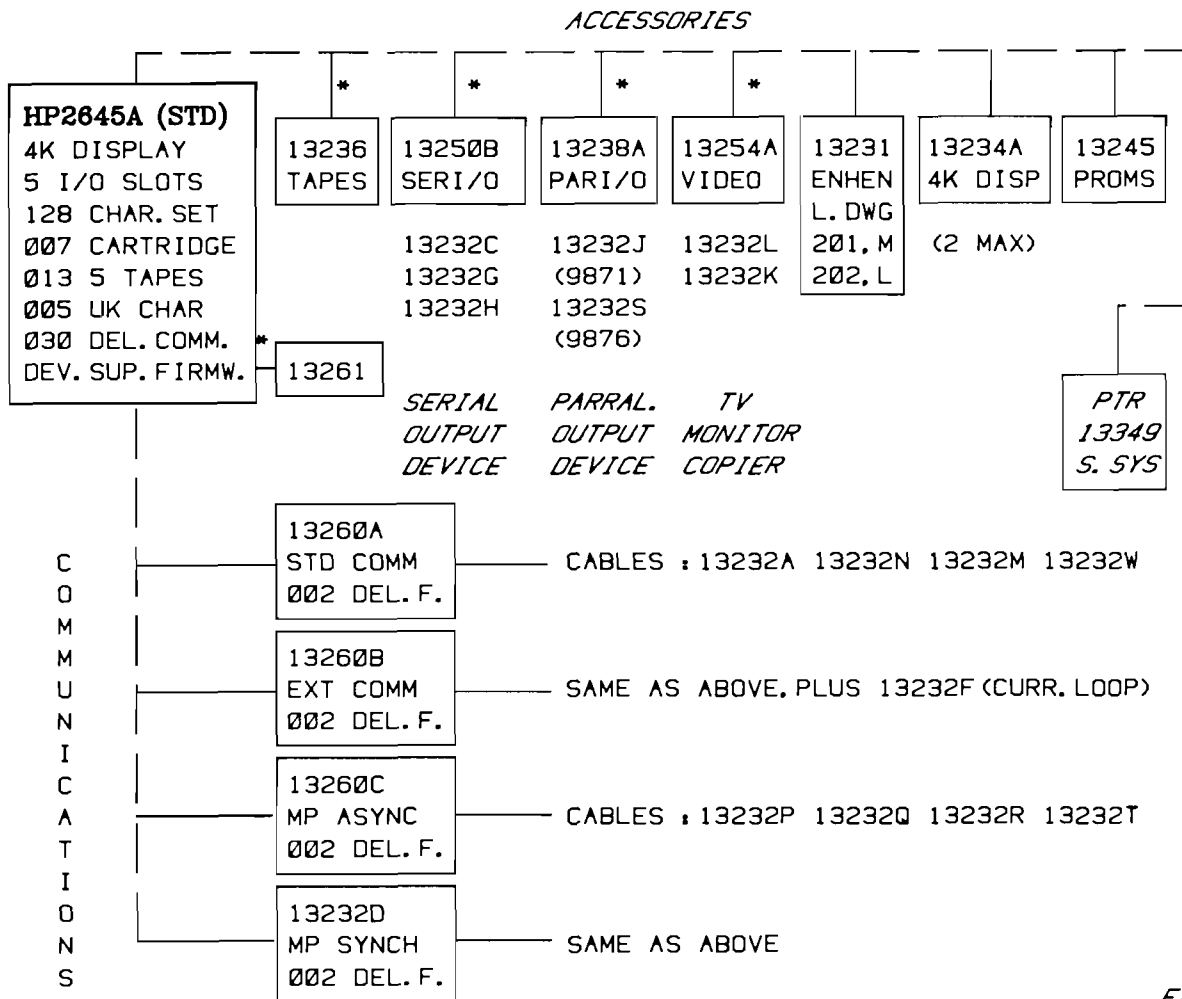 ACCESSORIES
HP2645A (STD)
4K DISPLAY
5 I/O SLOTS
128 CHAR.SET
007 CARTRIDGE
013 5 TAPES
005 UK CHAR
030 DEL.COMM.
DEV.SUP.FIRMW.
*
13261
*
13236
TAPES
*
13250B
SERI/O
13232C
13232G
13232H
SERIAL
OUTPUT
DEVICE
*
13238A
PARI/O
13232J
(9871)
13232S
(9876)
PARRAL.
OUTPUT
DEVICE
*
13254A
VIDEO
13232L
13232K
TV
MONITOR
COPIER
13231
ENHEN
L.DWG
201,M
202,L
13234A
4K DISP
(2 MAX)
13245
PROMS
PTR
13349
S.SYS
COMMUNICATIONS
13260A
STD COMM
002 DEL.F.
CABLES : 13232A 13232N 13232M 13232W
13260B
EXT COMM
002 DEL.F.
SAME AS ABOVE.PLUS 13232F(CURR.LOOP)
13260C
MP ASYNC
002 DEL.F.
CABLES : 13232P 13232Q 13232R 13232T
13232D
MP SYNCH
002 DEL.F.
SAME AS ABOVE